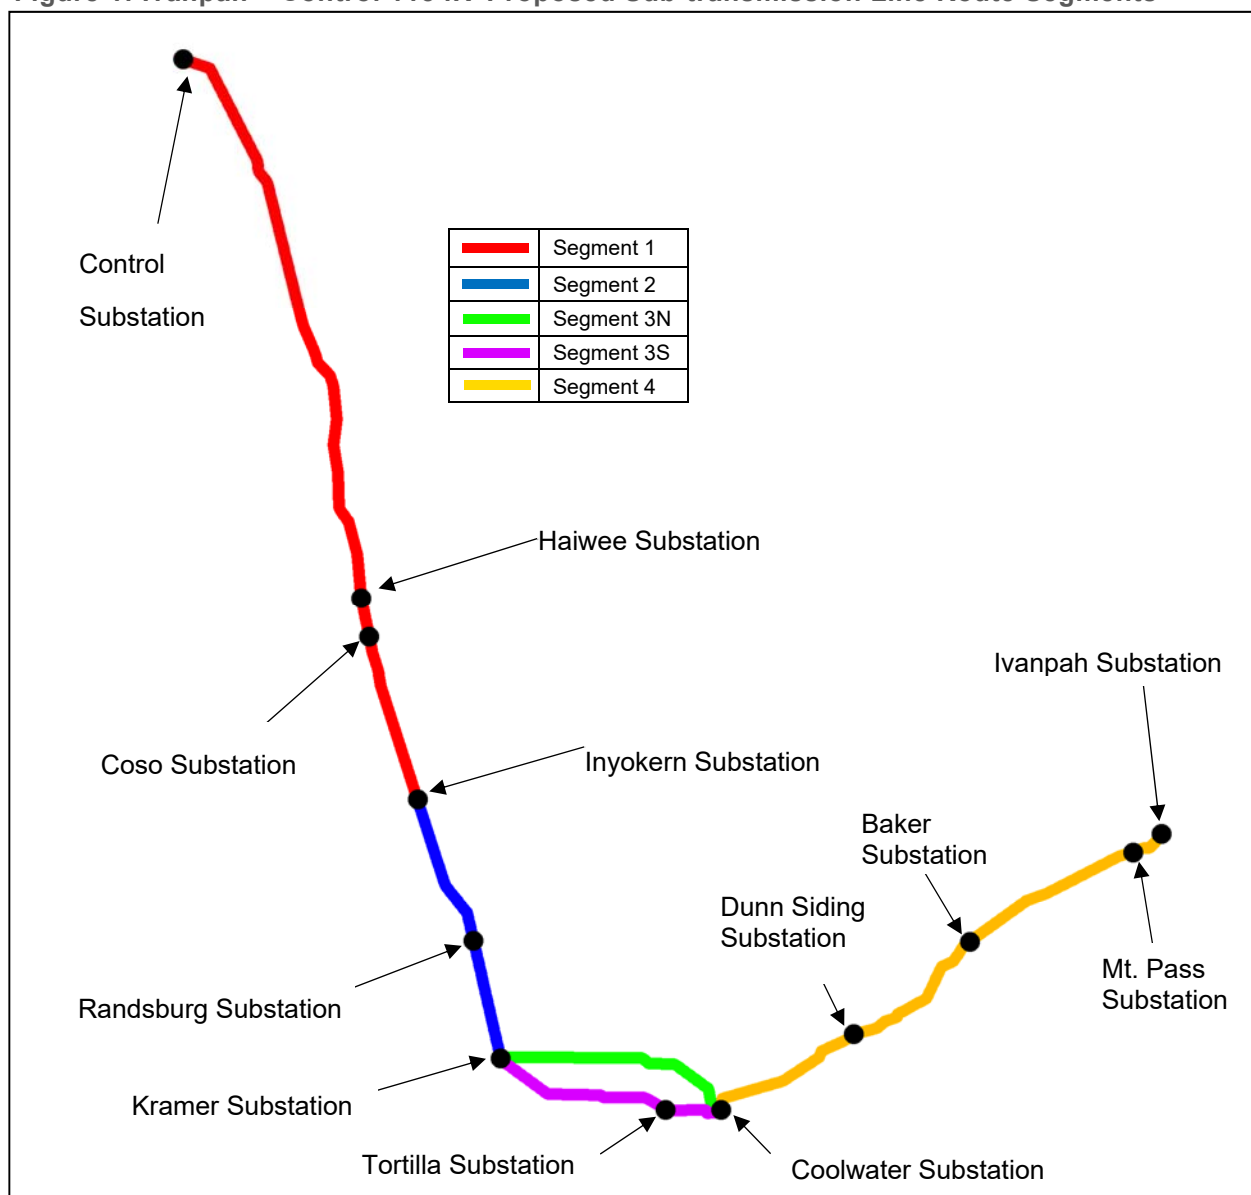 Control
Substation
Segment 1
Segment 2
Segment 3N
Segment 3S
Segment 4
Haiwee Substation
Ivanpah Substation
Coso Substation
Inyokern Substation
Baker
Substation
Dunn Siding
Substation
Mt. Pass
Substation
Randsburg Substation
Kramer Substation
Tortilla Substation
Coolwater Substation